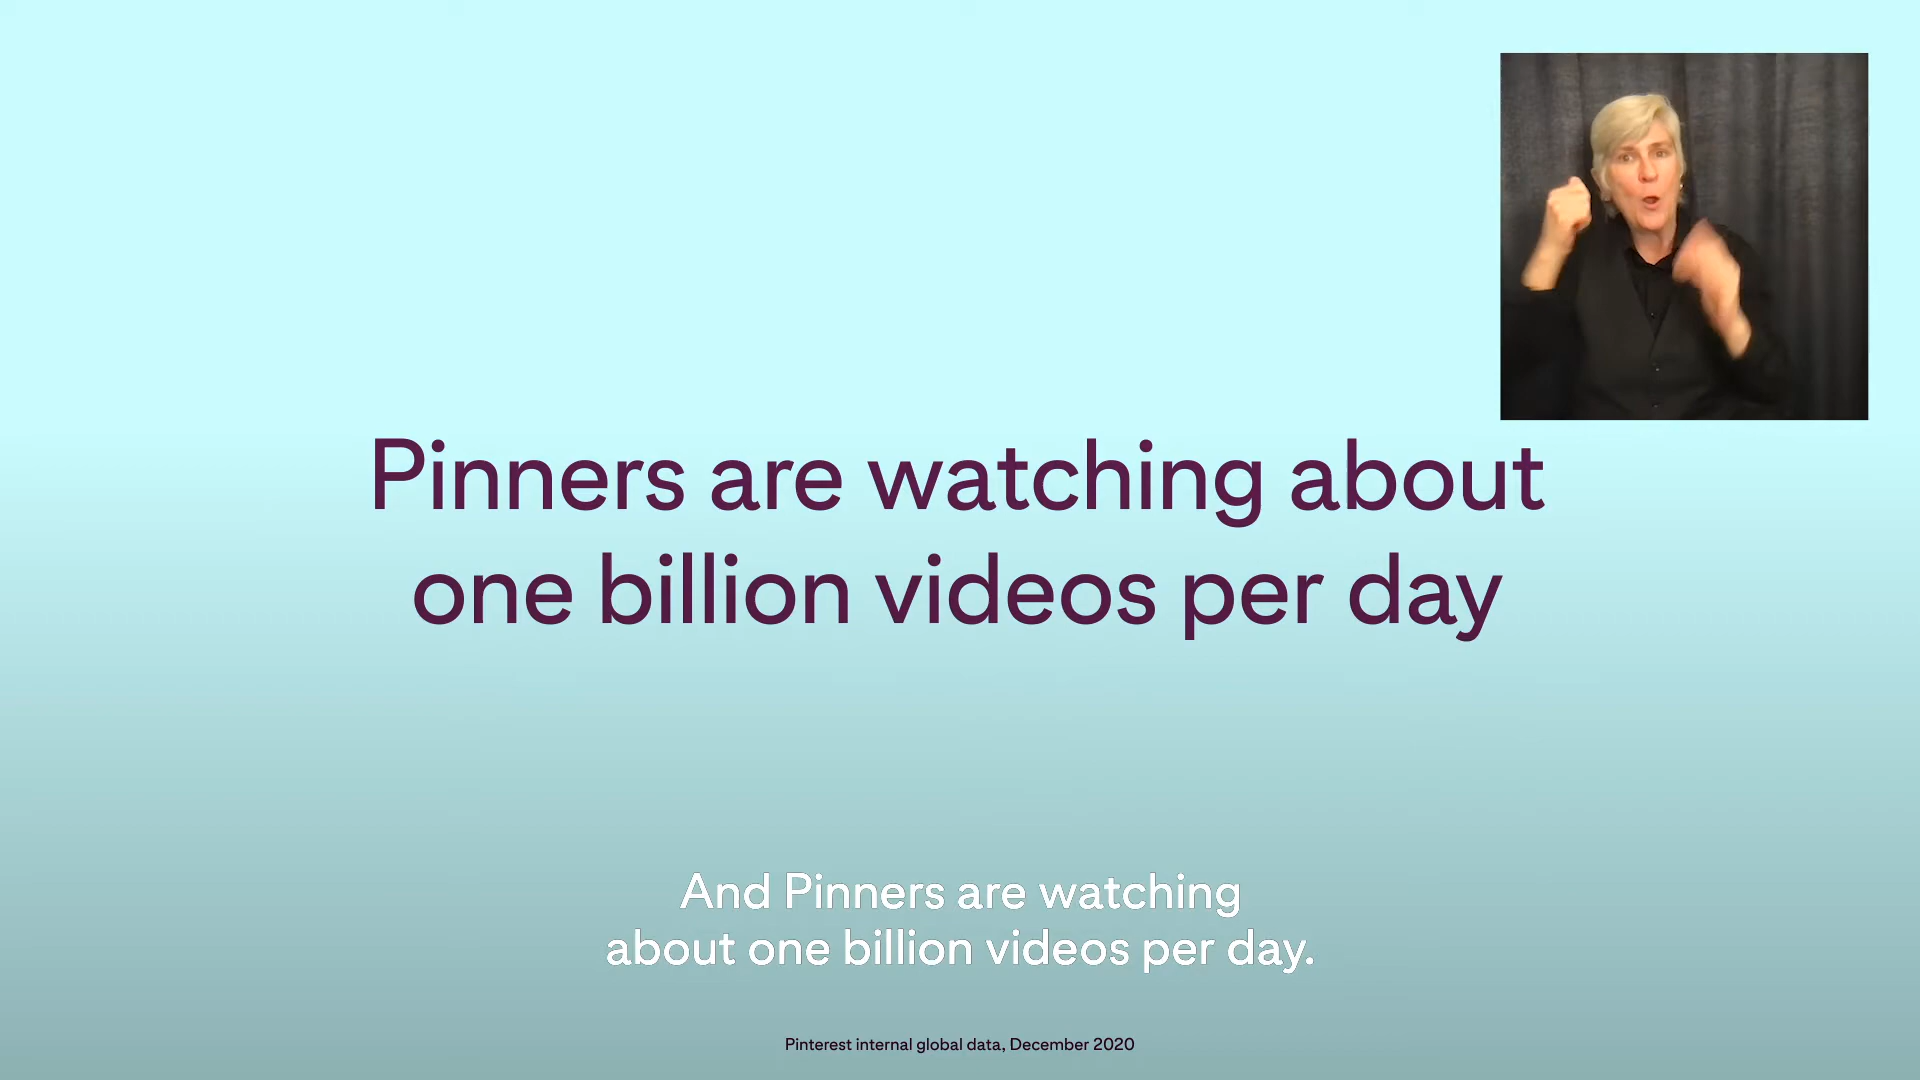 Pinners are watching about
one billion videos per day
And Pinners are watching
about one billion videos per day.
Pinterest internal global data, December 2020